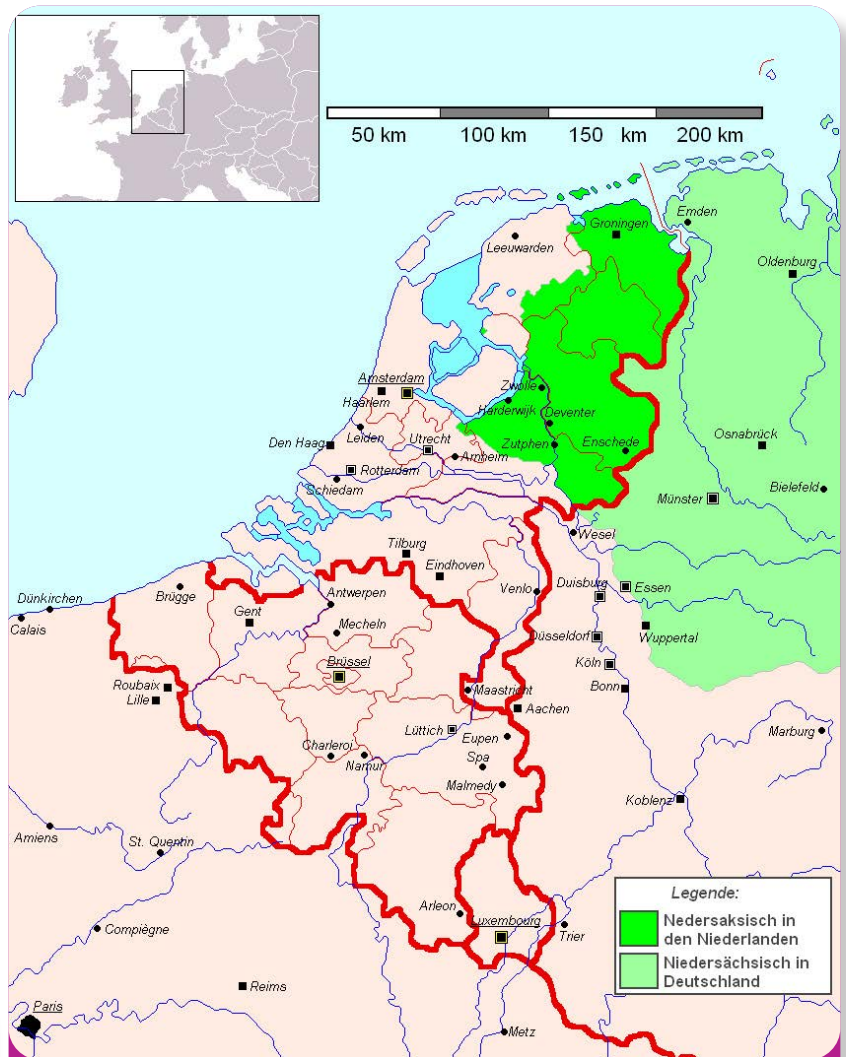 50 km 100 km 150 km 200 km
Groningen
Emden
Leeuwarden
Oldenburg
Amsterdam
Haarlem
Zwolle
Harderwijk
Deventer
Leiden
Utrecht
Zutphen
Enschede
Den Haag
Arnheim
Osnabrück
Rotterdam
Schiedam
Münster
Bielefeld
Wesel
Tilburg
Eindhoven
Venlo
Duisburg
Essen
Dünkirchen
Brügge
Antwerpen
Calais
Gent
Mecheln
Düsseldorf
Wuppertal
Brüssel
Köln
Roubaix
Lille
Maastricht
Bonn
Aachen
Lüttich
Eupen
Marburg
Charleroi
Namur
Spa
Malmedy
Koblenz
Amiens
St. Quentin
Arleon
Luxembourg
Trier
Compiègne
Reims
Paris
Metz
Legende:
Nedersaksisch in
den Niederlanden
Niedersächsisch in
Deutschland